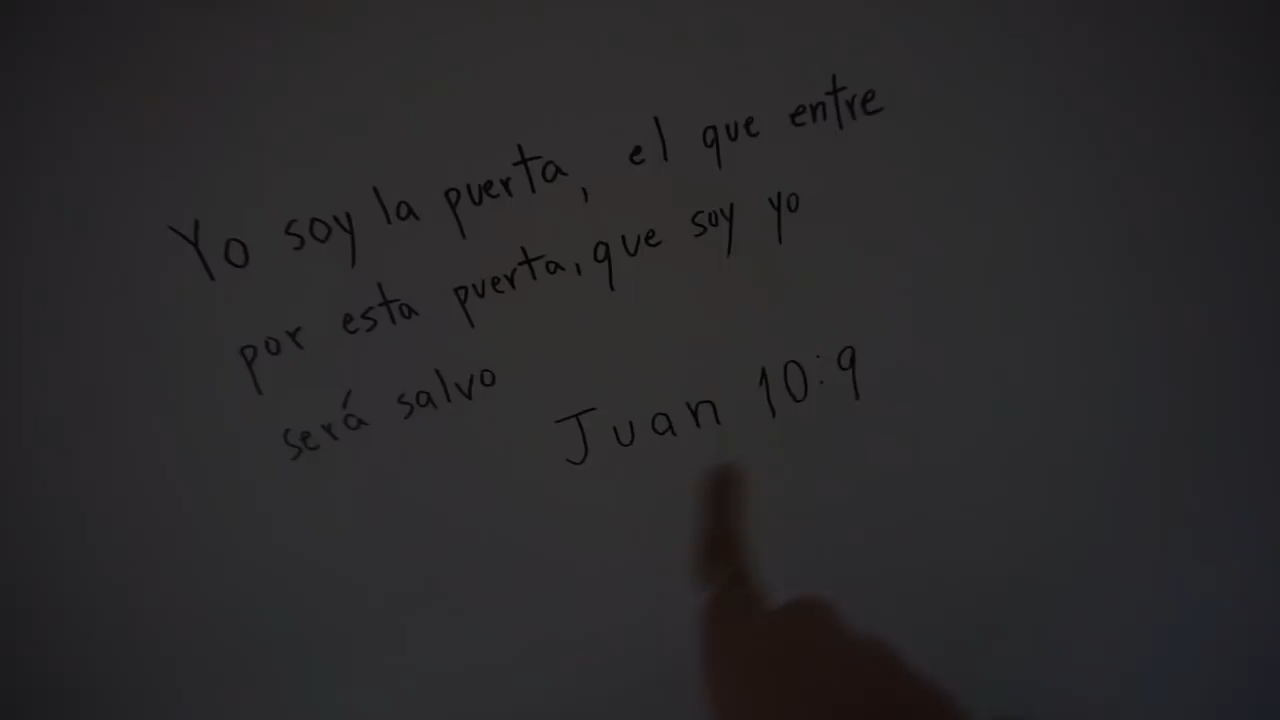 Yo soy la puerta, el que entre
por esta puerta, que soy yo
será salvo
Juan 10:9